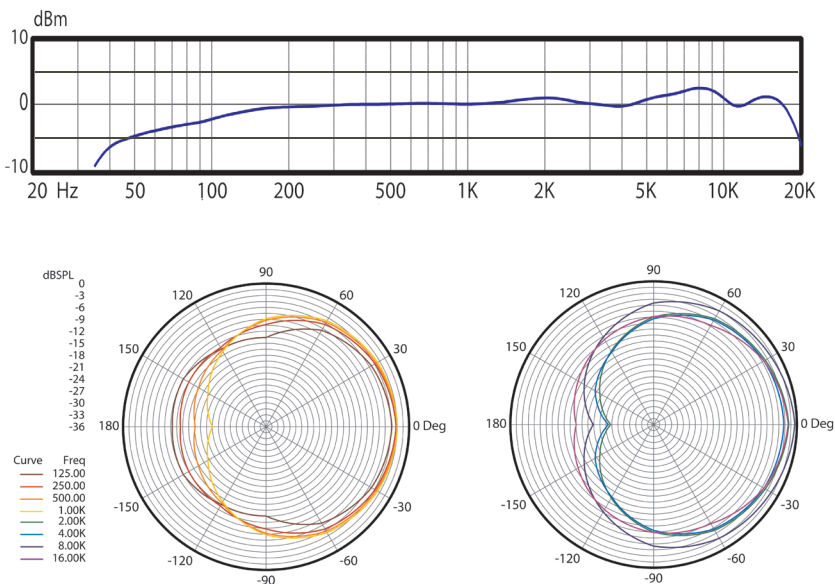 dBm
10
0
-10
20 Hz 50 100 200 500 1K 2K 5K 10K 20K
dBSPL
0
-3
-6
-9
-12
-15
-18
-21
-24
-27
-30
-33
-36
90
120 60
150 30
180 0 Deg
-150 -30
-120 -60
-90
Curve Freq
125.00
250.00
500.00
1.00K
2.00K
4.00K
8.00K
16.00K
90
120 60
150 30
180 0 Deg
-150 -30
-120 -60
-90